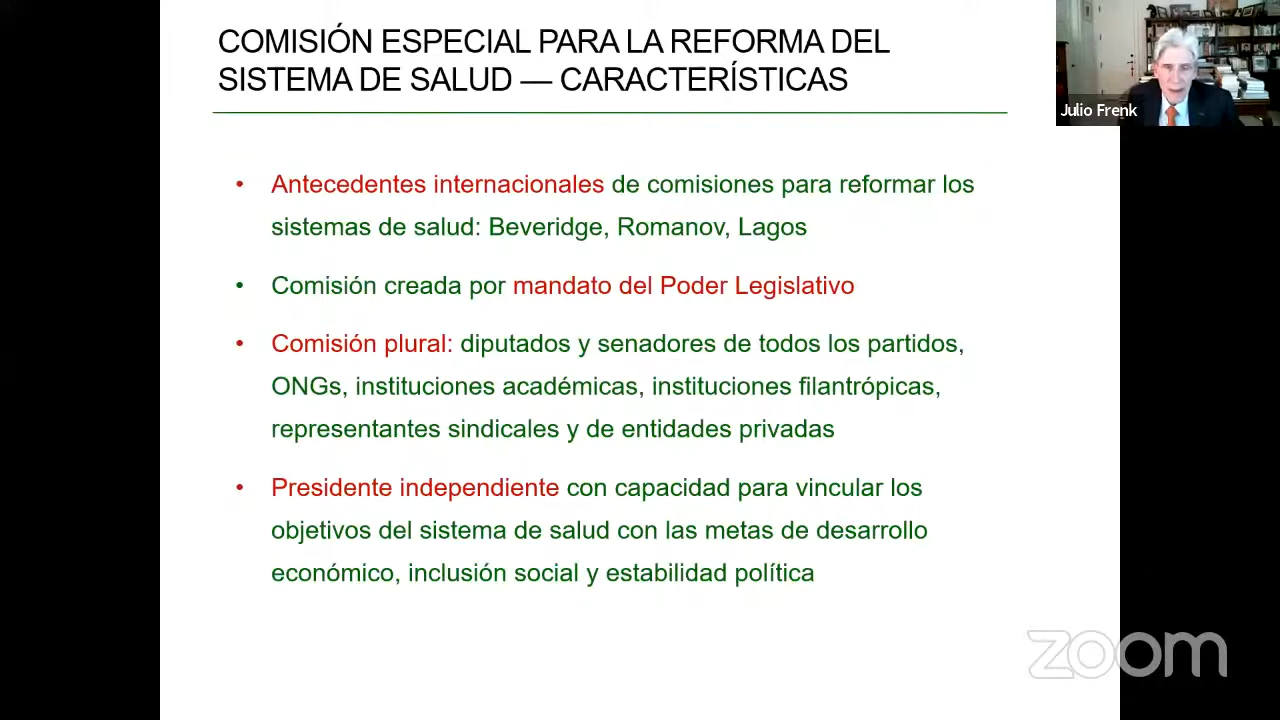 COMISIÓN ESPECIAL PARA LA REFORMA DEL
SISTEMA DE SALUD — CARACTERÍSTICAS
Julio Frenk
• Antecedentes internacionales de comisiones para reformar los
sistemas de salud: Beveridge, Romanov, Lagos
• Comisión creada por mandato del Poder Legislativo
• Comisión plural: diputados y senadores de todos los partidos,
ONGs, instituciones académicas, instituciones filantrópicas,
representantes sindicales y de entidades privadas
• Presidente independiente con capacidad para vincular los
objetivos del sistema de salud con las metas de desarrollo
económico, inclusión social y estabilidad política
zoom